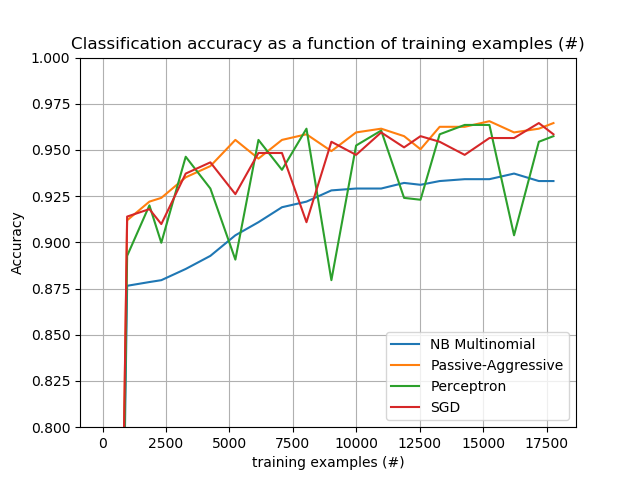 Classification accuracy as a function of training examples (#)
1.000
0.975
0.950
0.925
0.900
0.875
0.850
0.825
0.800
Accuracy
NB Multinomial
Passive-Aggressive
Perceptron
SGD
0 2500 5000 7500 10000 12500 15000 17500
training examples (#)